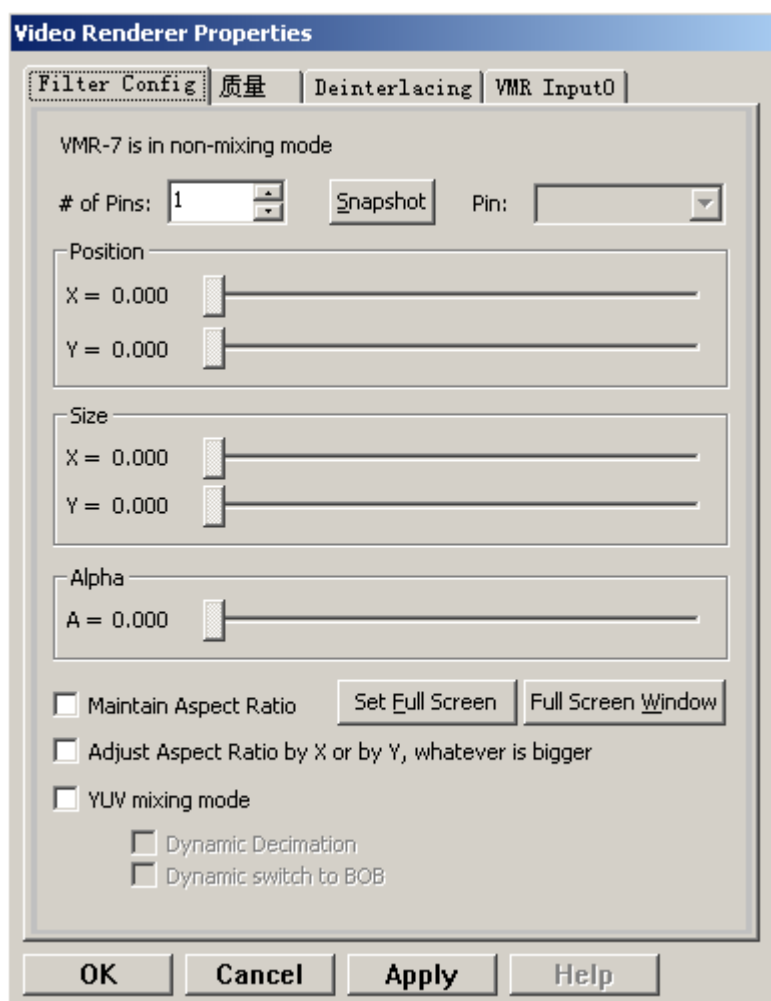 Video Renderer Properties
Filter Config 质量 Deinterlacing VMR Input0
VMR-7 is in non-mixing mode
# of Pins: 1 Snapshot Pin:
Position
X = 0.000
Y = 0.000
Size
X = 0.000
Y = 0.000
Alpha
A = 0.000
Maintain Aspect Ratio Set Full Screen Full Screen Window
Adjust Aspect Ratio by X or by Y, whatever is bigger
YUV mixing mode
Dynamic Decimation
Dynamic switch to BOB
OK Cancel Apply Help